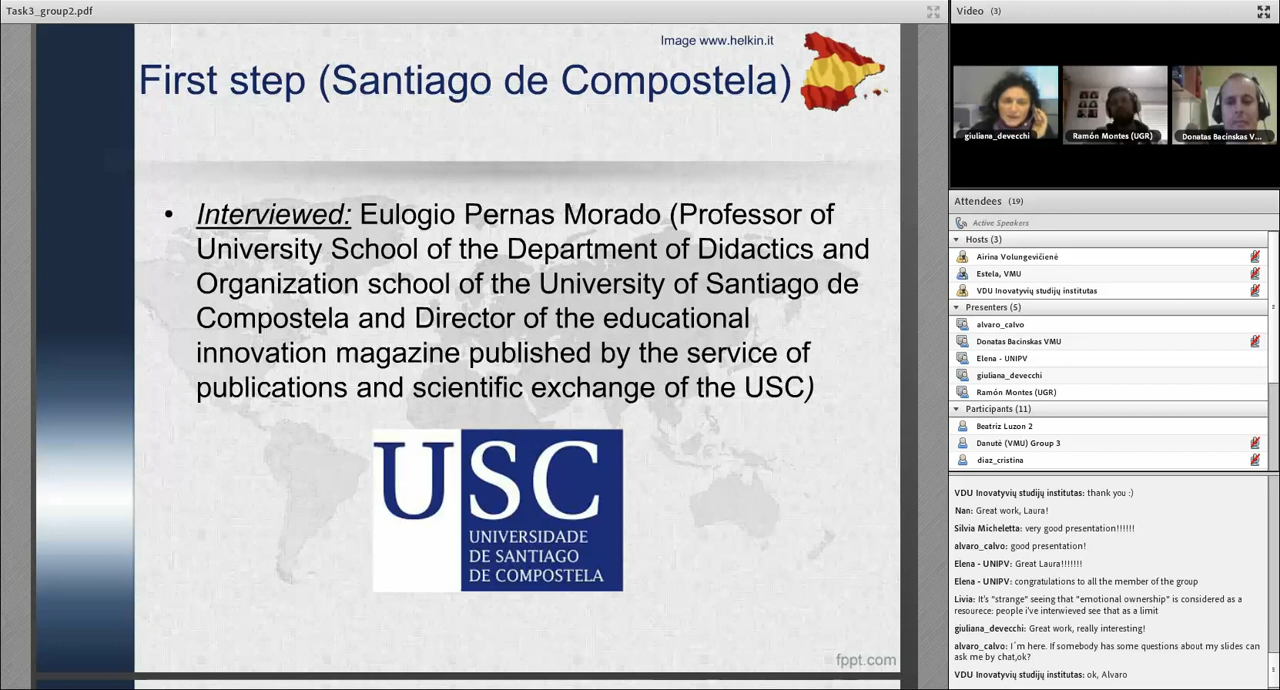 Task3_group2.pdf
Image www.helkin.it
First step (Santiago de Compostela)
• Interviewed: Eulogio Pernas Morado (Professor of
University School of the Department of Didactics and
Organization school of the University of Santiago de
Compostela and Director of the educational
innovation magazine published by the service of
publications and scientific exchange of the USC)
USC
UNIVERSIDADE
DE SANTIAGO
DE COMPOSTELA
fppt.com
Video (3)
giuliana_devecchi
Ramón Montes (UGR)
Donatas Bacinskas V...
Attendees (19)
Active Speakers
Hosts (3)
Airina Volungevičienė
Estela, VMU
VDU Inovatyvių studijų institutas
Presenters (5)
alvaro_calvo
Donatas Bacinskas VMU
Elena - UNIPV
giuliana_devecchi
Ramón Montes (UGR)
Participants (11)
Beatriz Luzon 2
Danutė (VMU) Group 3
diaz_cristina
VDU Inovatyvių studijų institutas: thank you :)
Nan: Great work, Laura!
Silvia Micheletta: very good presentation!!!!!!
alvaro_calvo: good presentation!
Elena - UNIPV: Great Laura!!!!!!!
Elena - UNIPV: congratulations to all the member of the group
Livia: It's "strange" seeing that "emotional ownership" is considered as a
resourece: people i've interwieved see that as a limit
giuliana_devecchi: Great work, really interesting!
alvaro_calvo: I´m here. If somebody has some questions about my slides can
ask me by chat,ok?
VDU Inovatyvių studijų institutas: ok, Alvaro